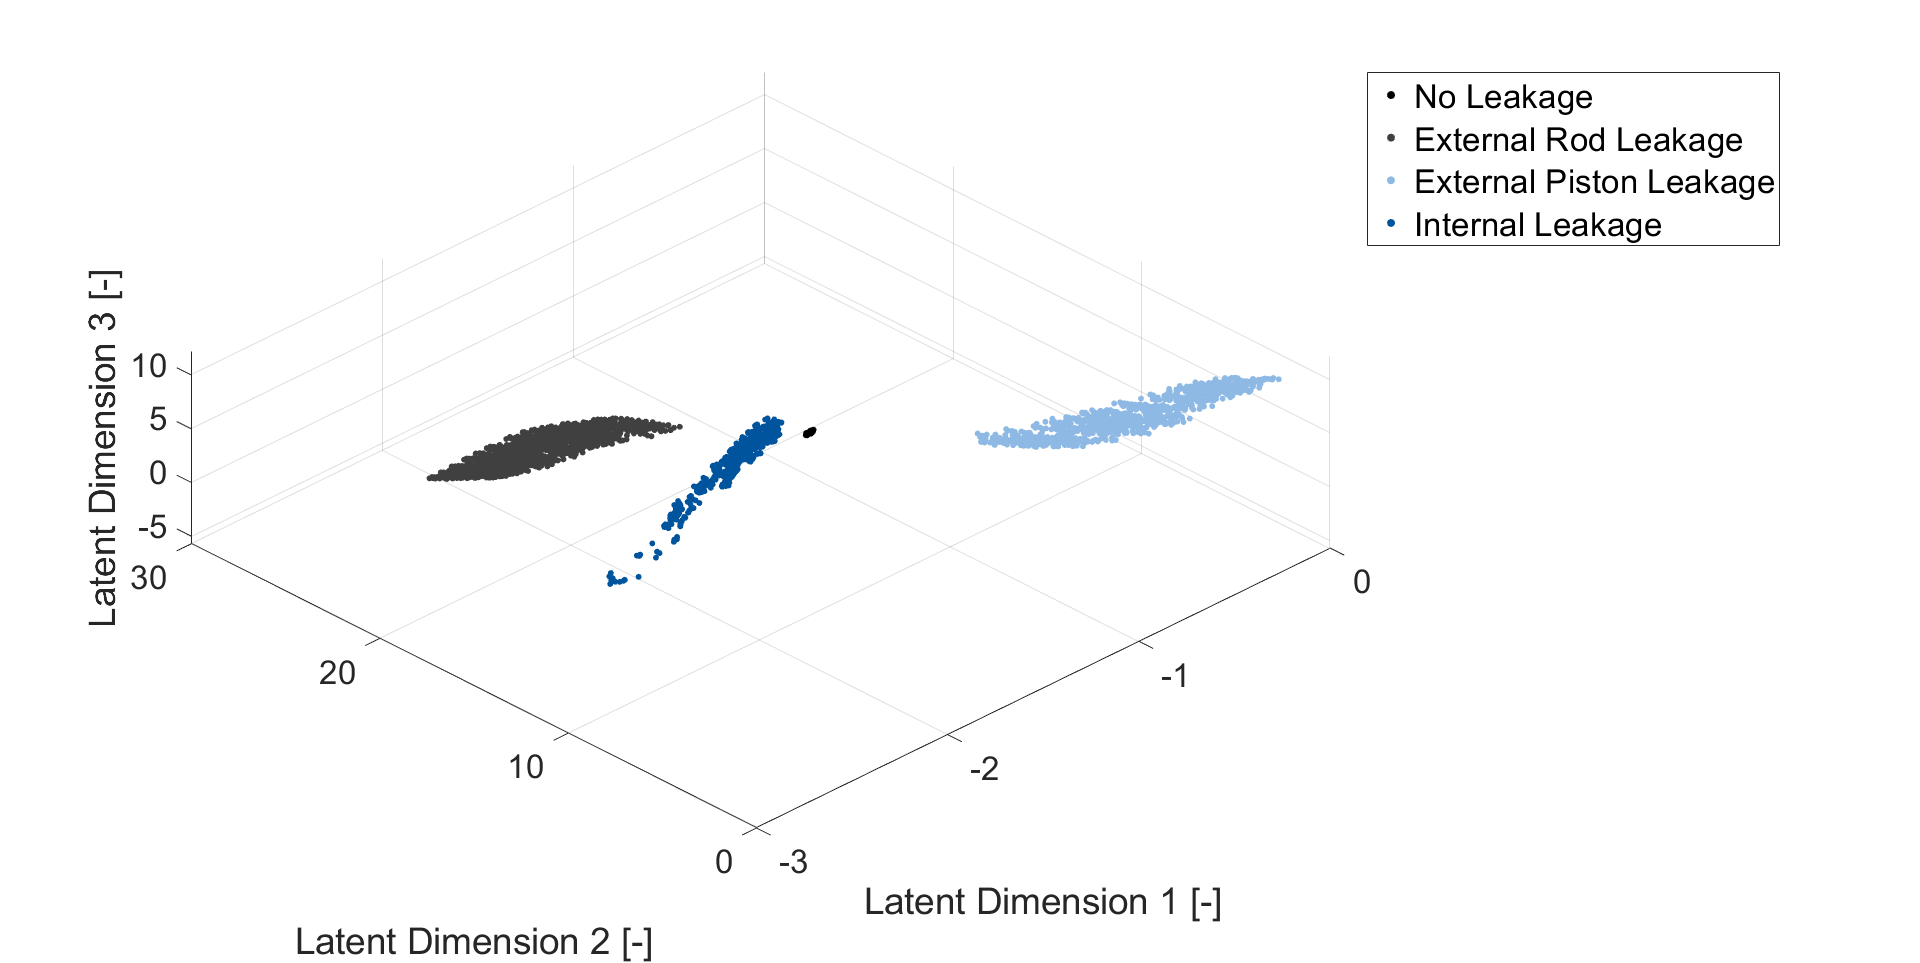 No Leakage
External Rod Leakage
External Piston Leakage
Internal Leakage
Latent Dimension 3 [-]
10
5
0
-5
30
20
10
0
-3
-2
-1
0
Latent Dimension 1 [-]
Latent Dimension 2 [-]